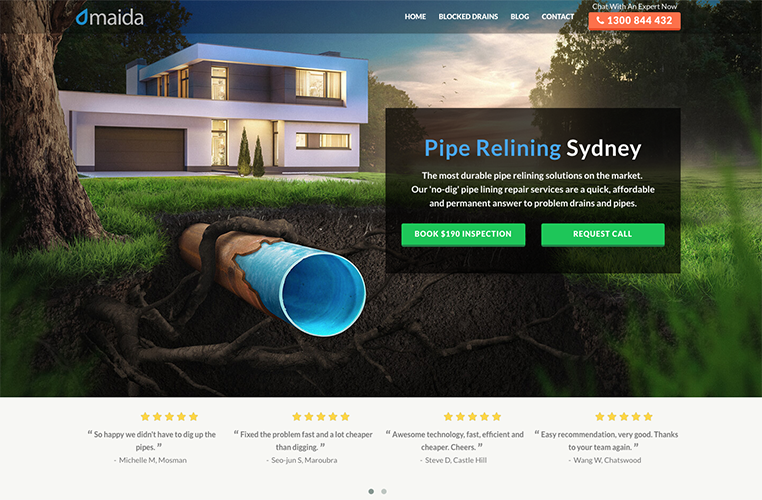 maida
HOME BLOCKED DRAINS BLOG CONTACT
Chat With An Expert Now
1300 844 432
Pipe Relining Sydney
The most durable pipe relining solutions on the market.
Our 'no-dig' pipe lining repair services are a quick, affordable
and permanent answer to problem drains and pipes.
BOOK $190 INSPECTION
REQUEST CALL
“ So happy we didn't have to dig up the
pipes. ”
- Michelle M, Mosman
“ Fixed the problem fast and a lot cheaper
than digging. ”
- Seo-jun S, Maroubra
“ Awesome technology, fast, efficient and
cheaper. Cheers. ”
- Steve D, Castle Hill
“ Easy recommendation, very good. Thanks
to your team again. ”
- Wang W, Chatswood